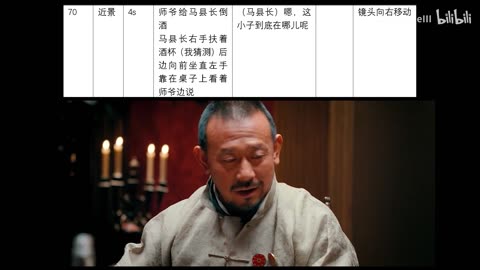 elll bilibili
70 近景 4s 师爷给马县长倒 （马县长）嗯，这 镜头向右移动
酒 小子到底在哪儿呢
马县长右手扶着
酒杯（我猜测）后
边向前坐直左手
靠在桌子上看着
师爷边说